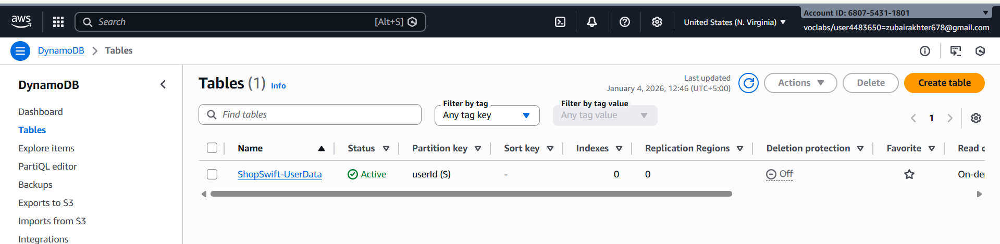 aws
Search [Alt+S]
United States (N. Virginia)
Account ID: 6807-5431-1801
voclabs/user4483650=zubairakhter678@gmail.com
DynamoDB > Tables
DynamoDB
Dashboard
Tables
Explore items
PartiQL editor
Backups
Exports to S3
Imports from S3
Integrations
Tables (1) Info
Last updated
January 4, 2026, 12:46 (UTC+5:00)
Actions
Delete
Create table
Find tables
Filter by tag
Any tag key
Filter by tag value
Any tag value
1
Name Status Partition key Sort key Indexes Replication Regions Deletion protection Favorite Read
ShopSwift-UserData Active userId (S) - 0 0 Off